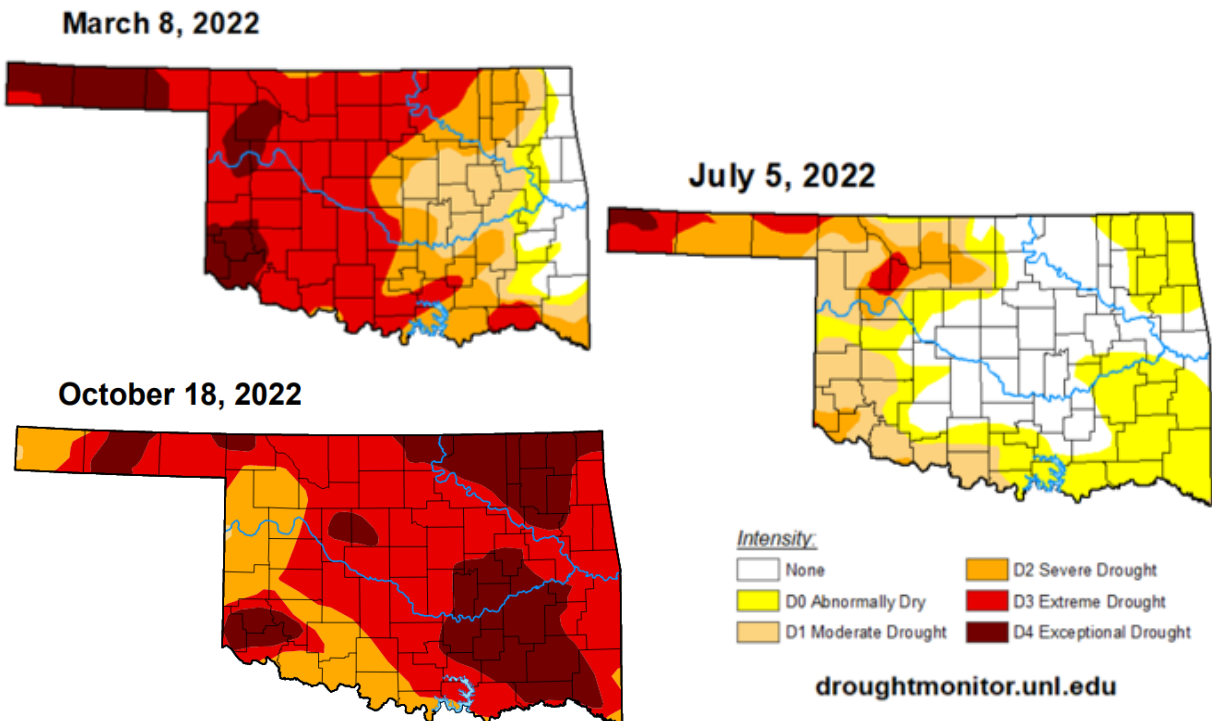 March 8, 2022
July 5, 2022
October 18, 2022
Intensity:
None
D0 Abnormally Dry
D1 Moderate Drought
D2 Severe Drought
D3 Extreme Drought
D4 Exceptional Drought
droughtmonitor.unl.edu